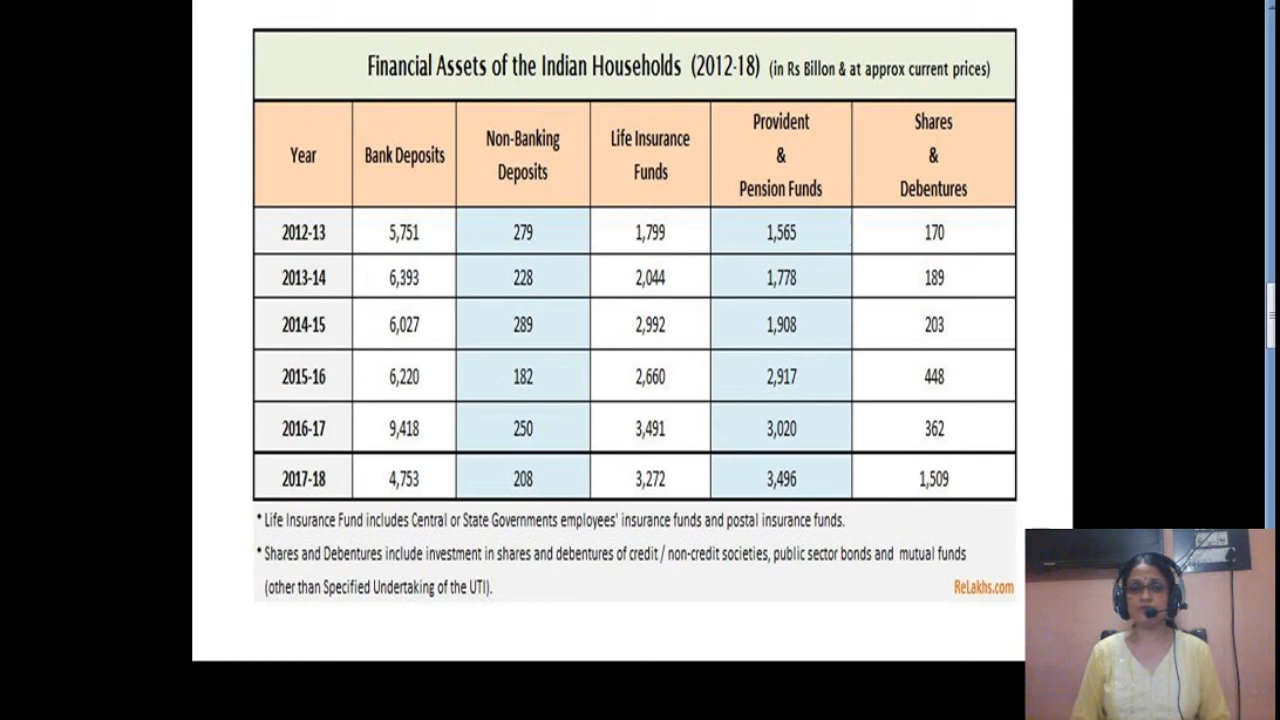 Financial Assets of the Indian Households (2012-18) (in Rs Billon & at approx current prices)
Year Bank Deposits Non-Banking Deposits Life Insurance Funds Provident & Pension Funds Shares & Debentures
2012-13 5,751 279 1,799 1,565 170
2013-14 6,393 228 2,044 1,778 189
2014-15 6,027 289 2,992 1,908 203
2015-16 6,220 182 2,660 2,917 448
2016-17 9,418 250 3,491 3,020 362
2017-18 4,753 208 3,272 3,496 1,509
* Life Insurance Fund includes Central or State Governments employees' insurance funds and postal insurance funds.
* Shares and Debentures include investment in shares and debentures of credit / non-credit societies, public sector bonds and mutual funds
(other than Specified Undertaking of the UTI).
ReLakhs.com